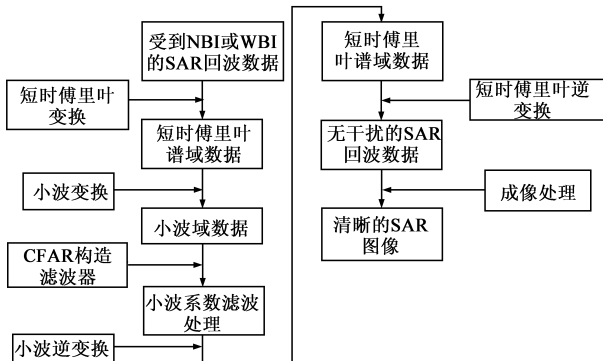 受到NBI或WBI
的SAR回波数据
短时傅里叶
变换
短时傅里叶
谱域数据
小波变换
小波域数据
CFAR构造
滤波器
小波系数滤波
处理
小波逆变换
短时傅里
叶谱域数据
短时傅里叶逆
变换
无干扰的SAR
回波数据
成像处理
清晰的SAR
图像